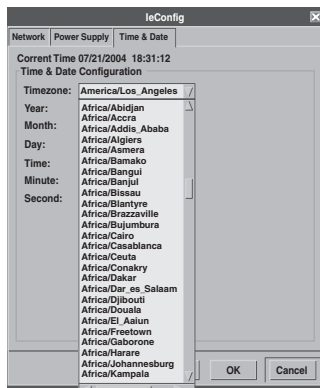 IeConfig
Network Power Supply Time & Date
Corrent Time 07/21/2004 18:31:12
Time & Date Configuration
Timezone: America/Los_Angeles
Year:
Month:
Day:
Time:
Minute:
Second:
Africa/Abidjan
Africa/Accra
Africa/Addis_Ababa
Africa/Algiers
Africa/Asmera
Africa/Bamako
Africa/Bangui
Africa/Banjul
Africa/Bissau
Africa/Blantyre
Africa/Brazzaville
Africa/Bujumbura
Africa/Cairo
Africa/Casablanca
Africa/Ceuta
Africa/Conakry
Africa/Dakar
Africa/Dar_es_Salaam
Africa/Djibouti
Africa/Douala
Africa/El_Aaiun
Africa/Freetown
Africa/Gaborone
Africa/Harare
Africa/Johannesburg
Africa/Kampala
OK Cancel